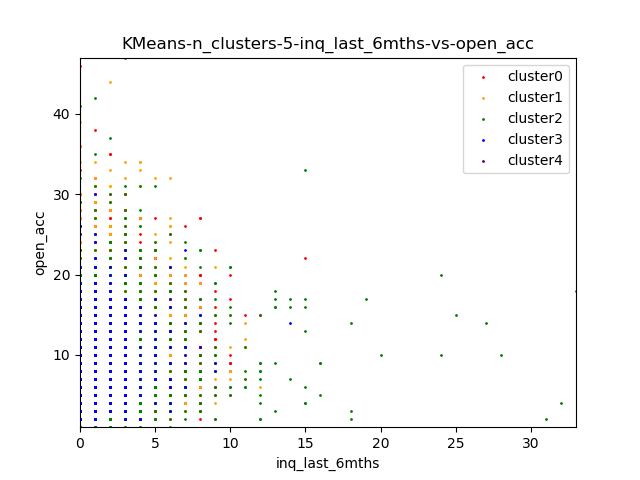 KMeans-n_clusters-5-inq_last_6mths-vs-open_acc
cluster0
cluster1
cluster2
cluster3
cluster4
open_acc
40
30
20
10
0
5
10
15
20
25
30
inq_last_6mths